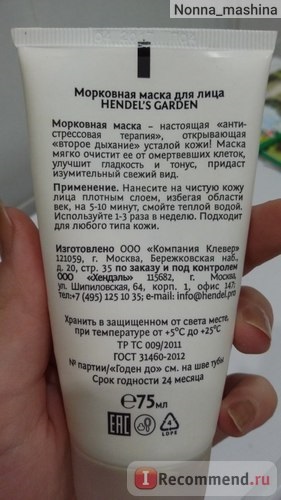 Nonna_mashina
Морковная маска для лица
HENDEL'S GARDEN
Морковная маска – настоящая «анти-
стрессовая терапия», открывающая
«второе дыхание» усталой кожи! Маска
мягко очистит ее от омертвевших клеток,
улучшит гладкость и тонус, придаст
изумительный свежий вид.
Применение. Нанесите на чистую кожу
лица плотным слоем, избегая области
век, на 5-10 минут, смойте теплой водой.
Используйте 1-3 раза в неделю. Подходит
для любого типа кожи.
Изготовлено ООО «Компания Клевер»
121059, г. Москва, Бережковская наб.,
д. 20, стр. 35 по заказу и под контролем
ООО «Хендэль» 115682, г. Москва,
ул. Шипиловская, 64, корп. 1, офис 147:
тел:+7 (495) 125 10 35; e-mail: info@hendel.pro
Хранить в защищенном от света месте,
при температуре от +5°С до +25°С
ТР ТС 009/2011
ГОСТ 31460-2012
№ партии/«Годен до» см. на шве тубы
Срок годности 24 месяца
℮75мл
EAC
4
LDPE
iRecommend.ru